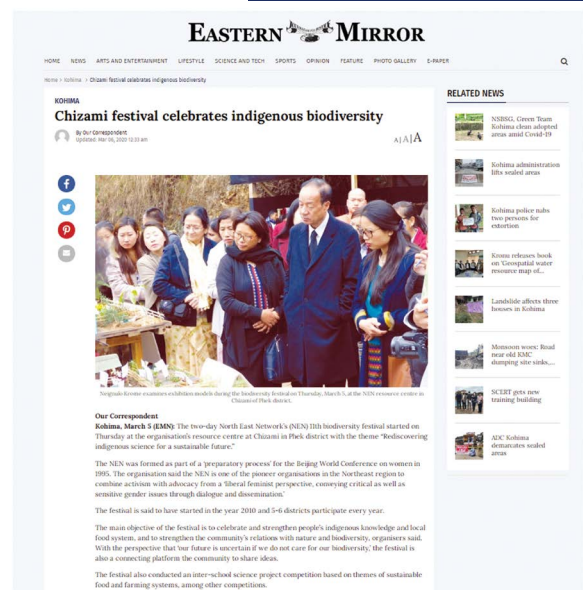 EASTERN MIRROR
HOME NEWS ARTS AND ENTERTAINMENT LIFESTYLE SCIENCE AND TECH SPORTS OPINION FEATURE PHOTO GALLERY E-PAPER
Home > Kohima > Chizami festival celebrates indigenous biodiversity
KOHIMA
Chizami festival celebrates indigenous biodiversity
By Our Correspondent
Updated: Mar 06, 2020 12:23 am
A | A | A
Neognulo Krome examines exhibition models during the biodiversity festival on Thursday, March 5, at the NEN resource centre in
Chizami of Phek district.
Our Correspondent
Kohima, March 5 (EMN): The two-day North East Network's (NEN) 11th biodiversity festival started on
Thursday at the organisation's resource centre at Chizami in Phek district with the theme "Rediscovering
indigenous science for a sustainable future."
The NEN was formed as part of a 'preparatory process' for the Beijing World Conference on women in
1995. The organisation said the NEN is one of the pioneer organisations in the Northeast region to
combine activism with advocacy from a 'liberal feminist perspective, conveying critical as well as
sensitive gender issues through dialogue and dissemination.'
The festival is said to have started in the year 2010 and 5-6 districts participate every year.
The main objective of the festival is to celebrate and strengthen people's indigenous knowledge and local
food system, and to strengthen the community's relations with nature and biodiversity, organisers said.
With the perspective that 'our future is uncertain if we do not care for our biodiversity,' the festival is
also a connecting platform the community to share ideas.
The festival also conducted an inter-school science project competition based on themes of sustainable
food and farming systems, among other competitions.
RELATED NEWS
NSBSG, Green Team
Kohima clean adopted
areas amid Covid-19
Kohima administration
lifts sealed areas
Kohima police nabs
two persons for
extortion
releases book
on 'Geospatial water
resource map of...
Landslide affects three
houses in Kohima
Monsoon woes: Road
near old KMC
dumping site sinks,...
SCERT gets new
training building
ADC Kohima
demarcates sealed
areas